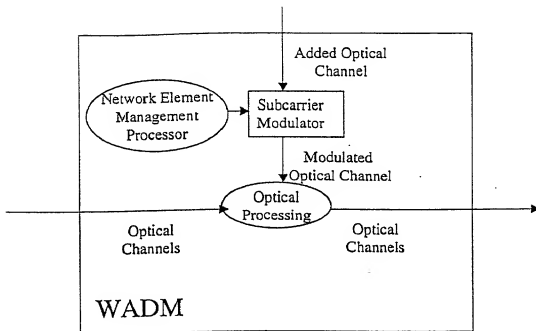 Added Optical
Channel
Network Element
Management
Processor
Subcarrier
Modulator
Modulated
Optical Channel
Optical
Processing
Optical
Channels
Optical
Channels
WADM